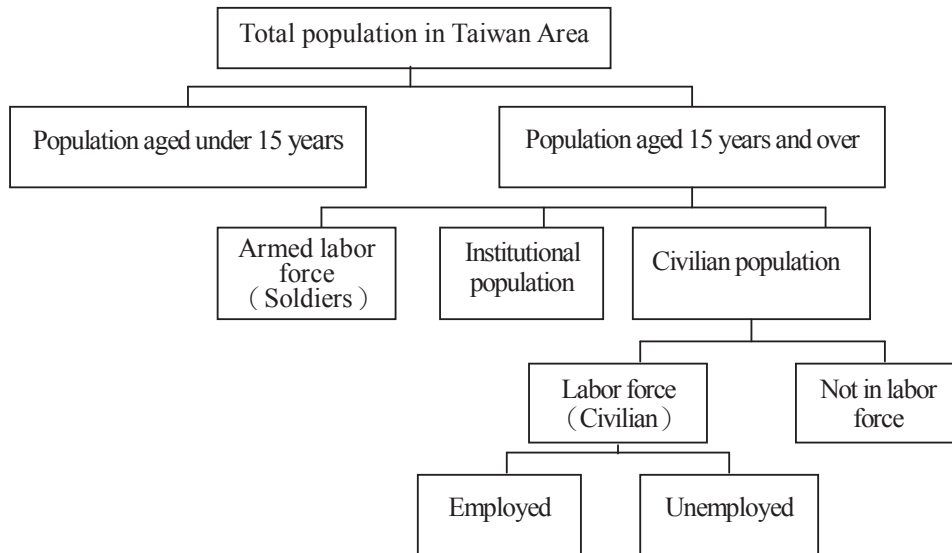 Total population in Taiwan Area
Population aged under 15 years
Population aged 15 years and over
Armed labor
force
（Soldiers）
Institutional
population
Civilian population
Labor force
（Civilian）
Not in labor
force
Employed
Unemployed